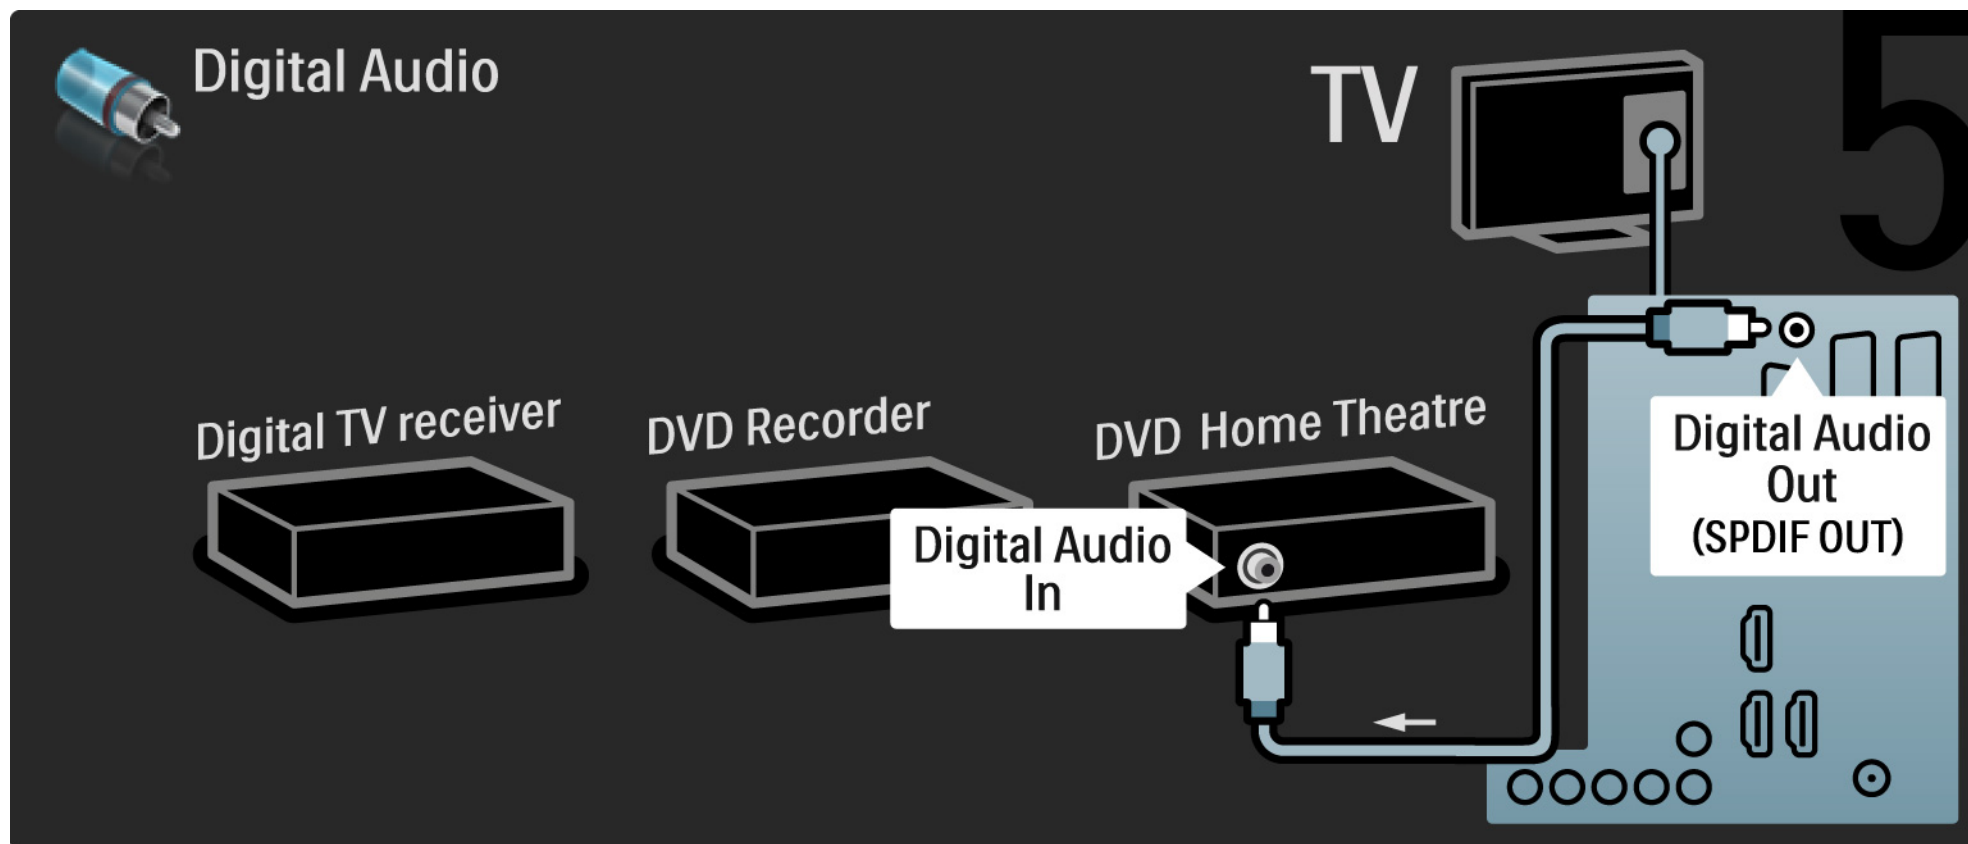 Digital Audio
TV
5
Digital TV receiver
DVD Recorder
DVD Home Theatre
Digital Audio
Out
(SPDIF OUT)
Digital Audio
In